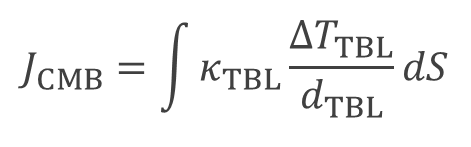 J_CMB = ∫ κ_TBL ΔT_TBL / d_TBL dS